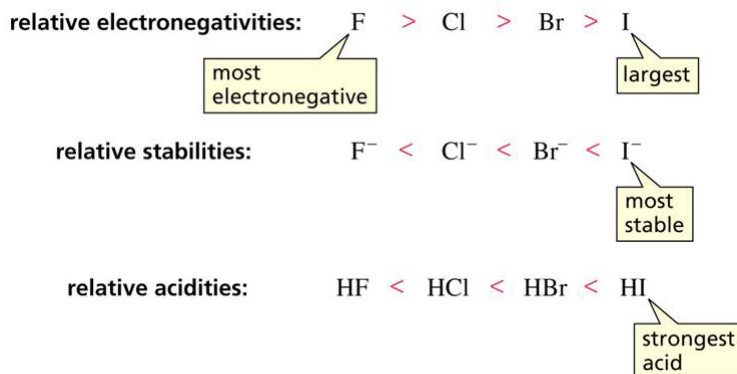 relative electronegativities: F > Cl > Br > I
most
electronegative
largest
relative stabilities: F⁻ < Cl⁻ < Br⁻ < I⁻
most
stable
relative acidities: HF < HCl < HBr < HI
strongest
acid